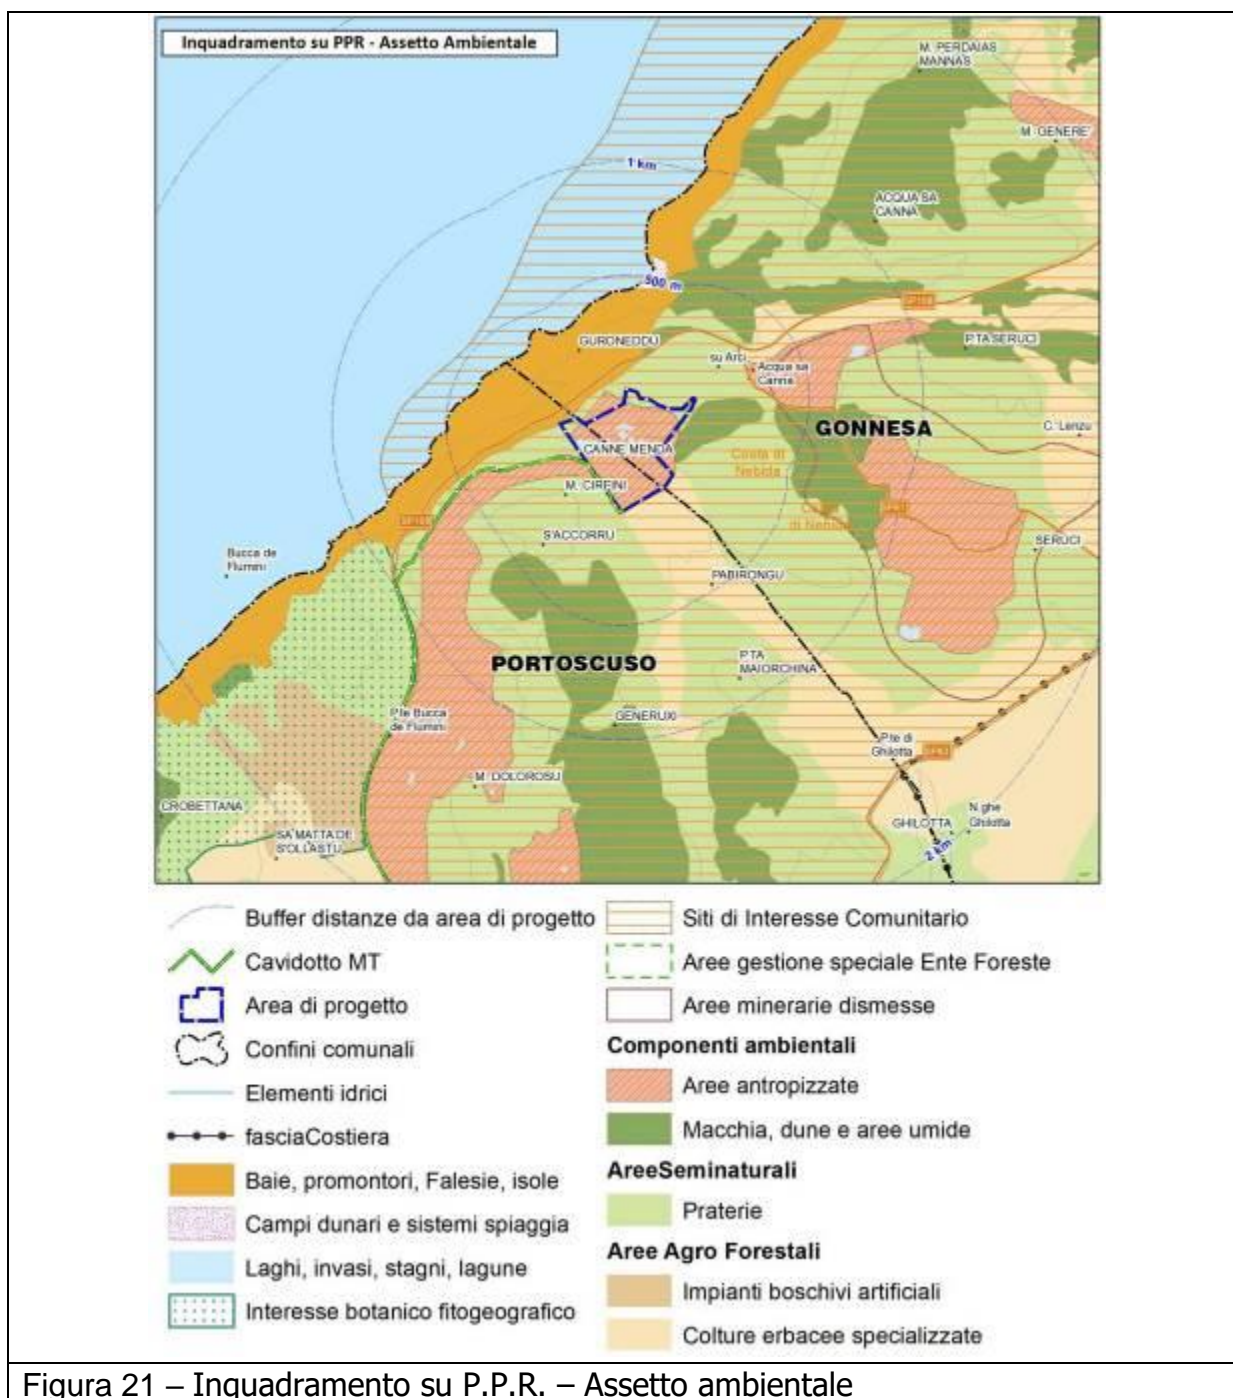 Inquadramento su PPR - Assetto Ambientale
M. PERDAIAS
MANNAS
M. GENERE'
1 km
ACQUA SA
CANNA
500 m
GURONEDDU
P.TA SERUCI
su Arci
Acqua sa
Canna
GONNESA
C. Lenzu
CANNE MENDA
Costa di
Nebida
M. CIREINI
S'ACCORRU
SERUCI
Bucca de
Flumini
PABIRONGU
PORTOSCUSO
P.TA
MAIORCHINA
P.te Bucca
de Flumini
GENERUXI
P.te di
Ghilotta
M. DOLOROSU
CROBETTANA
N.ghe
Ghilotta
GHILOTTA
SA MATTA DE
S'OLLASTU
2 km
Buffer distanze da area di progetto
Cavidotto MT
Area di progetto
Confini comunali
Elementi idrici
fasciaCostiera
Baie, promontori, Falesie, isole
Campi dunari e sistemi spiaggia
Laghi, invasi, stagni, lagune
Interesse botanico fitogeografico
Siti di Interesse Comunitario
Aree gestione speciale Ente Foreste
Aree minerarie dismesse
Componenti ambientali
Aree antropizzate
Macchia, dune e aree umide
AreeSeminaturali
Praterie
Aree Agro Forestali
Impianti boschivi artificiali
Colture erbacee specializzate
Figura 21 – Inquadramento su P.P.R. – Assetto ambientale